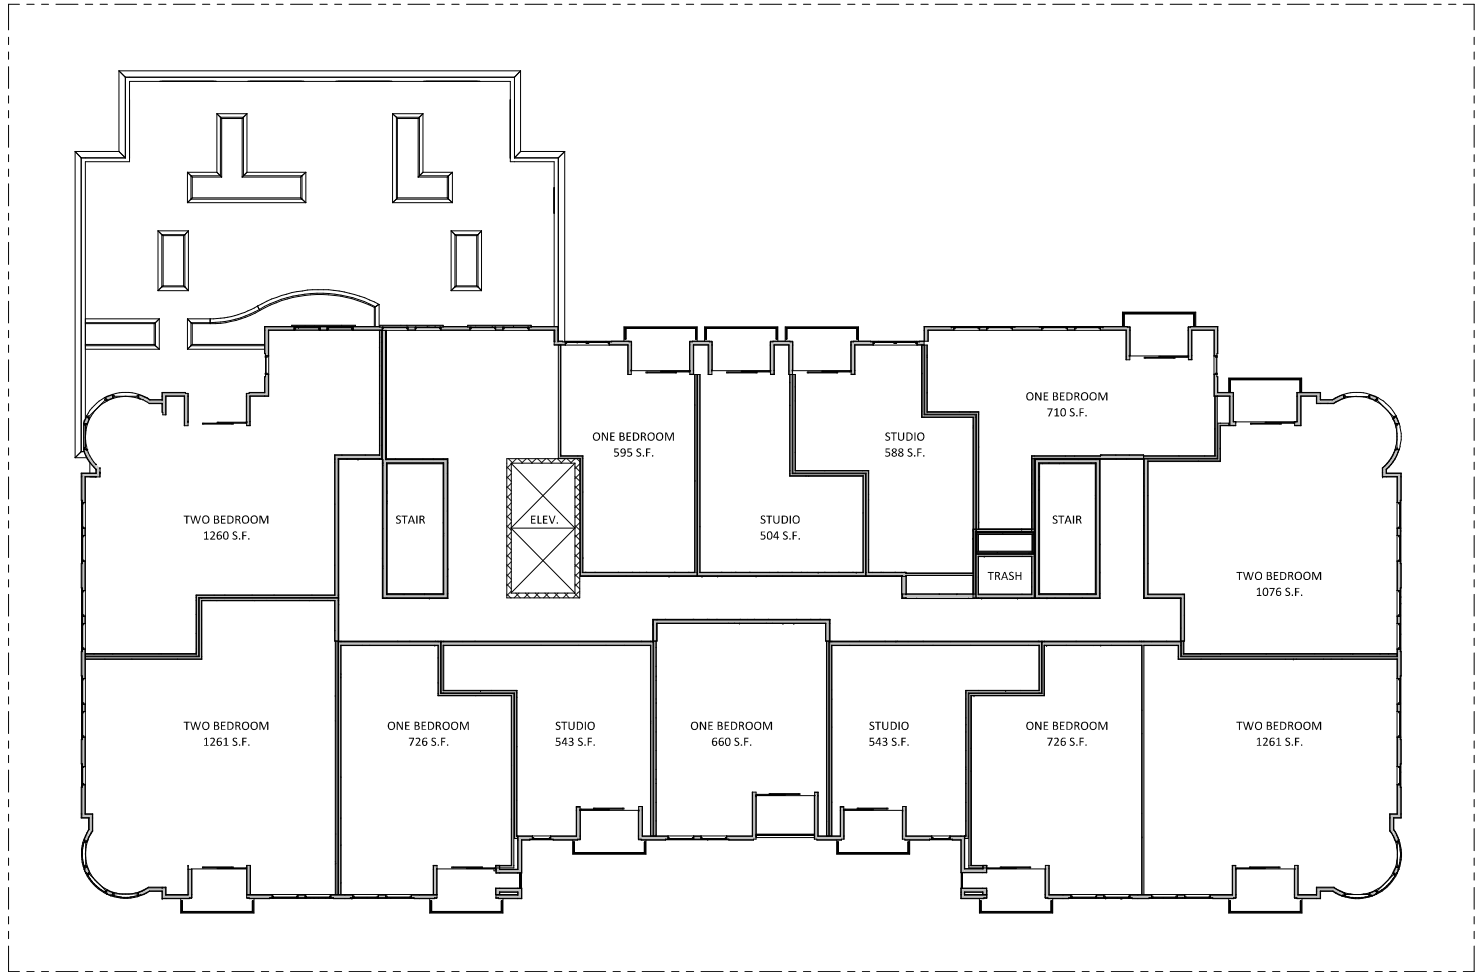 ONE BEDROOM
710 S.F.
ONE BEDROOM
595 S.F.
STUDIO
588 S.F.
TWO BEDROOM
1260 S.F.
STAIR
ELEV.
STUDIO
504 S.F.
STAIR
TRASH
TWO BEDROOM
1076 S.F.
TWO BEDROOM
1261 S.F.
ONE BEDROOM
726 S.F.
STUDIO
543 S.F.
ONE BEDROOM
660 S.F.
STUDIO
543 S.F.
ONE BEDROOM
726 S.F.
TWO BEDROOM
1261 S.F.